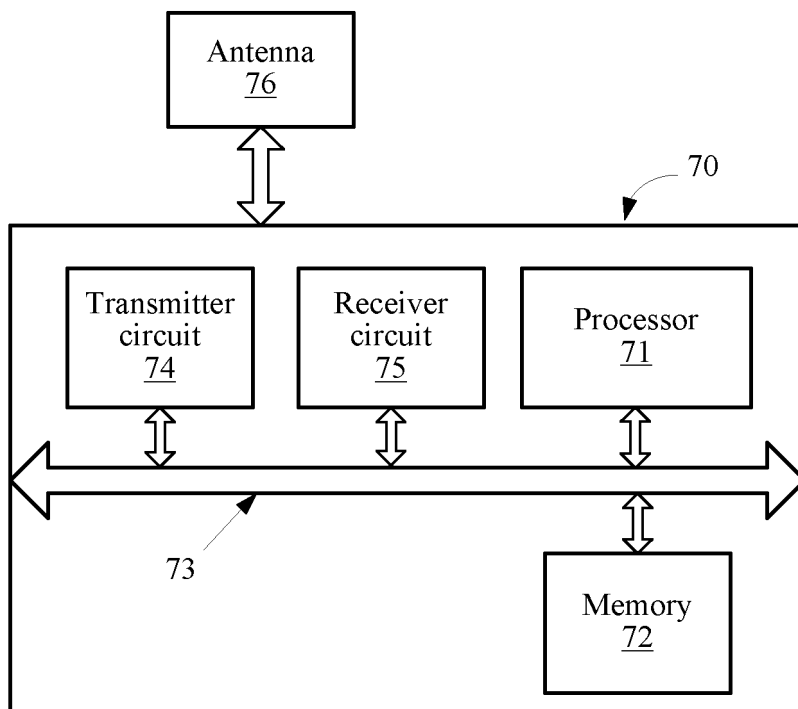 Antenna
76
70
Transmitter
circuit
74
Receiver
circuit
75
Processor
71
73
Memory
72